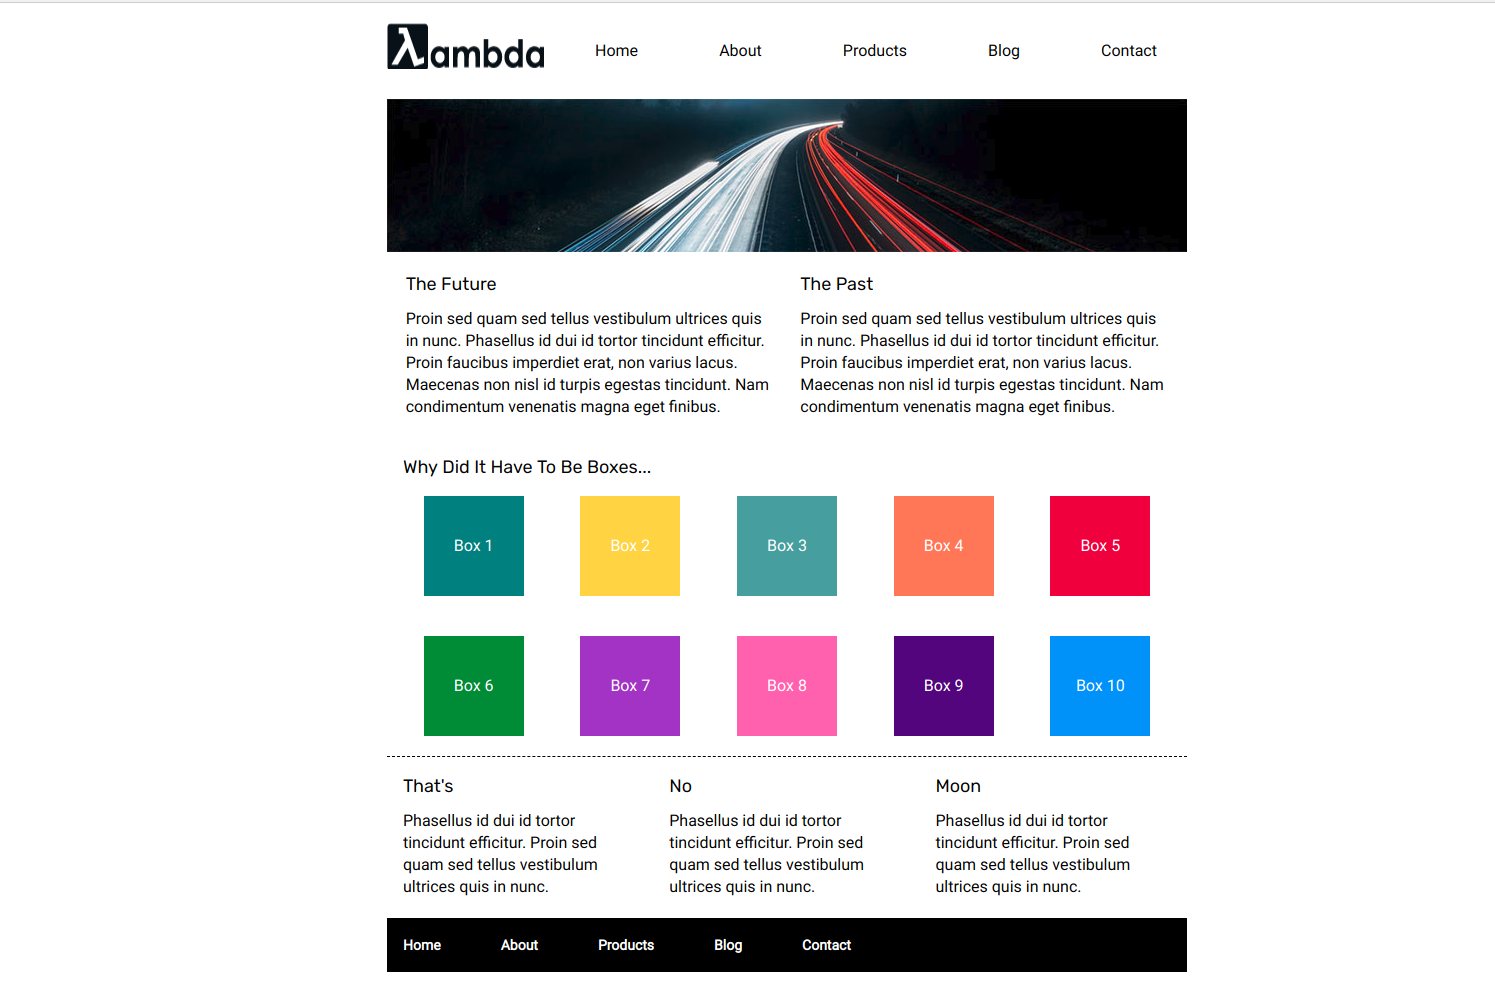 λambda
Home About Products Blog Contact
The Future
Proin sed quam sed tellus vestibulum ultrices quis
in nunc. Phasellus id dui id tortor tincidunt efficitur.
Proin faucibus imperdiet erat, non varius lacus.
Maecenas non nisl id turpis egestas tincidunt. Nam
condimentum venenatis magna eget finibus.
The Past
Proin sed quam sed tellus vestibulum ultrices quis
in nunc. Phasellus id dui id tortor tincidunt efficitur.
Proin faucibus imperdiet erat, non varius lacus.
Maecenas non nisl id turpis egestas tincidunt. Nam
condimentum venenatis magna eget finibus.
Why Did It Have To Be Boxes...
Box 1 Box 2 Box 3 Box 4 Box 5
Box 6 Box 7 Box 8 Box 9 Box 10
That's
Phasellus id dui id tortor
tincidunt efficitur. Proin sed
quam sed tellus vestibulum
ultrices quis in nunc.
No
Phasellus id dui id tortor
tincidunt efficitur. Proin sed
quam sed tellus vestibulum
ultrices quis in nunc.
Moon
Phasellus id dui id tortor
tincidunt efficitur. Proin sed
quam sed tellus vestibulum
ultrices quis in nunc.
Home About Products Blog Contact